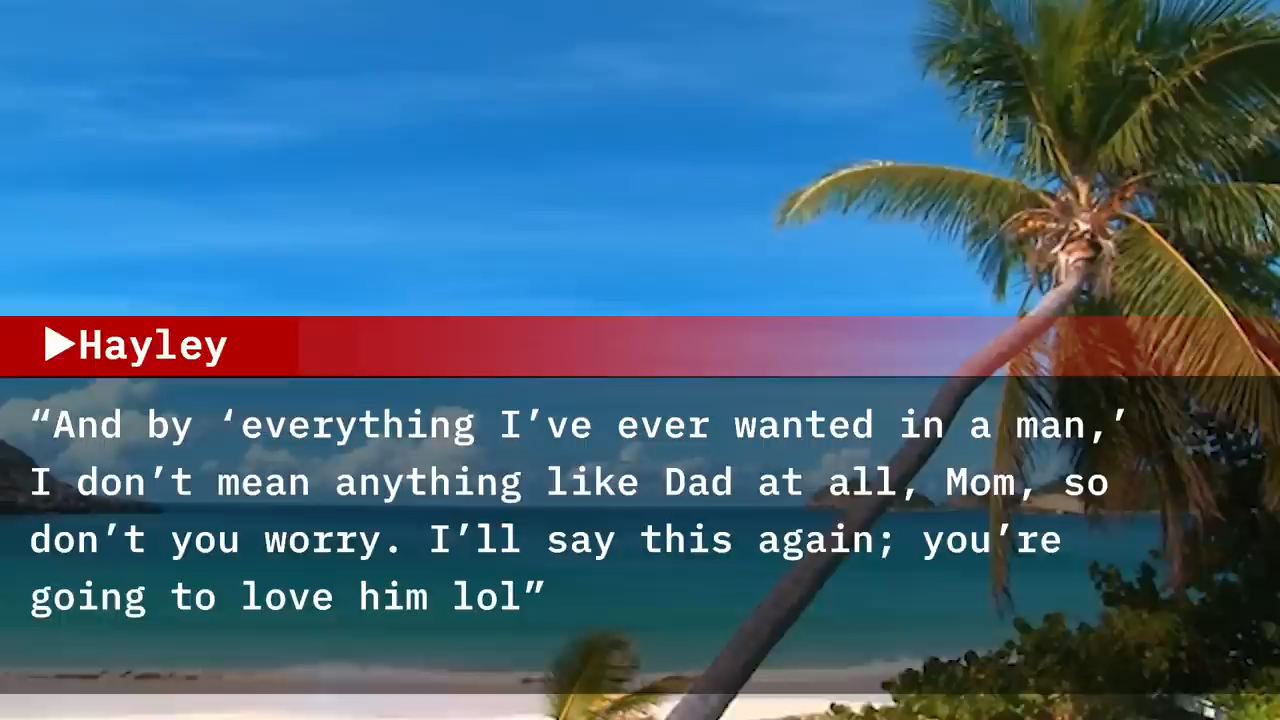 ▶Hayley
“And by ‘everything I’ve ever wanted in a man,’
I don’t mean anything like Dad at all, Mom, so
don’t you worry. I’ll say this again; you’re
going to love him lol”